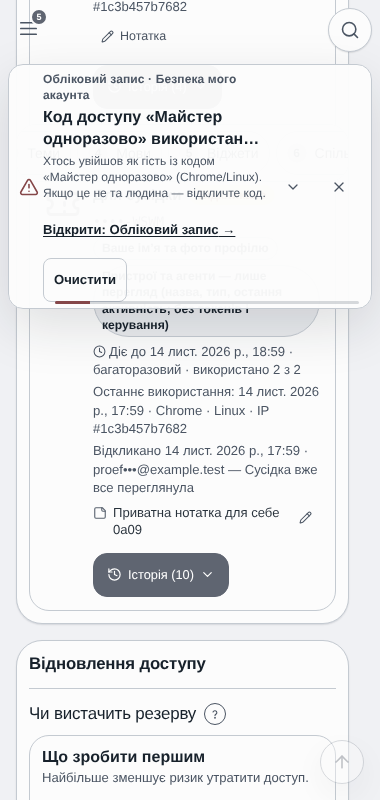 #1c3b457b7682
5
Нотатка
Обліковий запис · Безпека мого
акаунта
Код доступу «Майстер
одноразово» використан…
Хтось увійшов як гість із кодом
«Майстер одноразово» (Chrome/Linux).
Якщо це не та людина — відкличте код.
Відкрити: Обліковий запис →
Очистити
активність, без токенів і
керування)
Діє до 14 лист. 2026 р., 18:59 ·
багаторазовий · використано 2 з 2
Останнє використання: 14 лист. 2026
р., 17:59 · Chrome · Linux · IP
#1c3b457b7682
Відкликано 14 лист. 2026 р., 17:59 ·
proef•••@example.test — Сусідка вже
все переглянула
Приватна нотатка для себе
0a09
Історія (10)
Відновлення доступу
Чи вистачить резерву ?
Що зробити першим
Найбільше зменшує ризик утратити доступ.